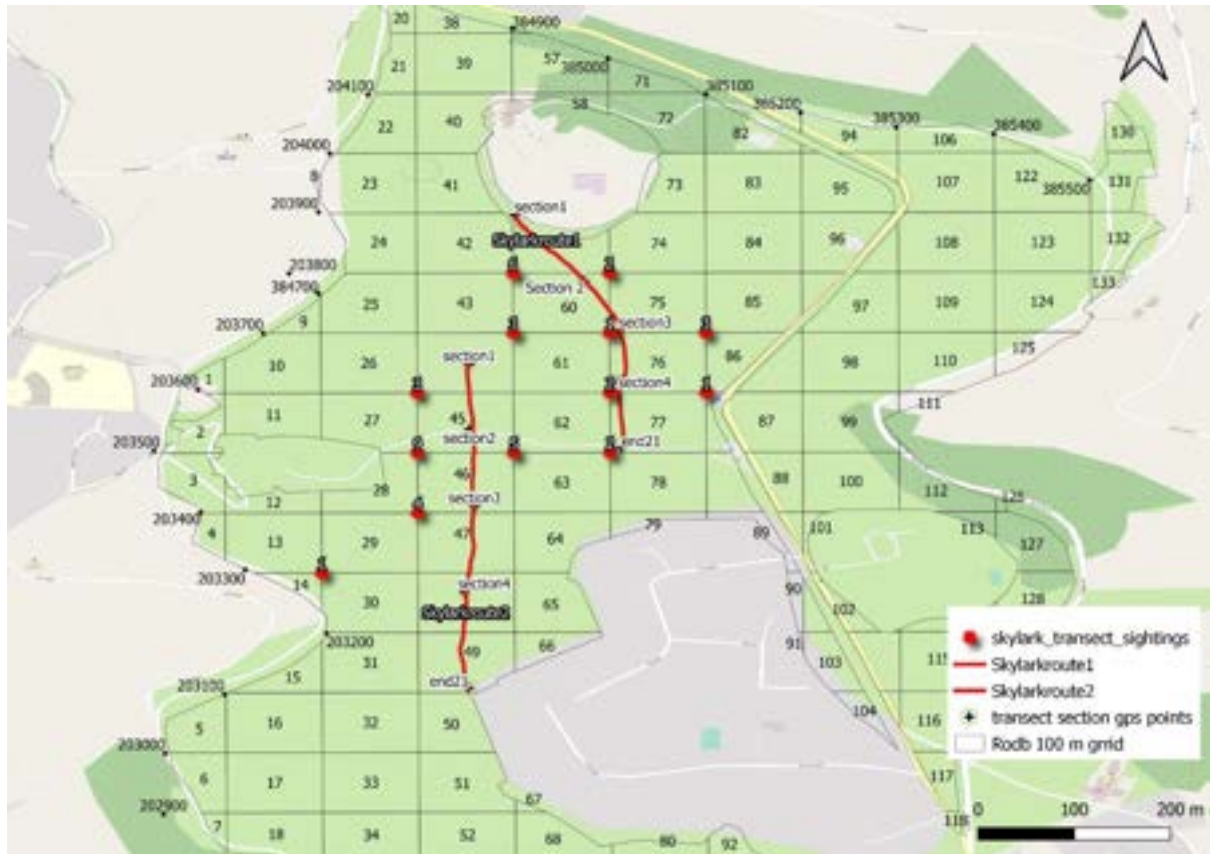 20 38 384900
21 39 57 385000 71 385100
204100 22 40 58 72 82 385200 94 385300 106 385400 130
204000
8 23 41 73 83 95 107 122 385500 131
203900 section1
24 42 Skylarkroute1 74 84 96 108 123 132
203800
384700 9 25 43 Section 2 60 75 85 97 109 124 133
203700 section3
10 26 section1 61 76 86 98 110 125
203600 1 section4
11 27 45 62 77 87 99 111
2 section2 end21
203500
3 12 28 46 63 78 88 100 112 128
section3
203400 4 13 29 47 64 79 89 101 113 127
203300 14 section4 90
30 Skylarkroute2 65 102 128
203200 31 49 66 91 103 115
15 end21
203100
5 16 32 50 104 116
203000
6 17 33 51 67 117
202900
7 18 34 52 68 80 92 118
skylark_transect_sightings
Skylarkroute1
Skylarkroute2
transect section gps points
Rodb 100 m grrid
0 100 200 m